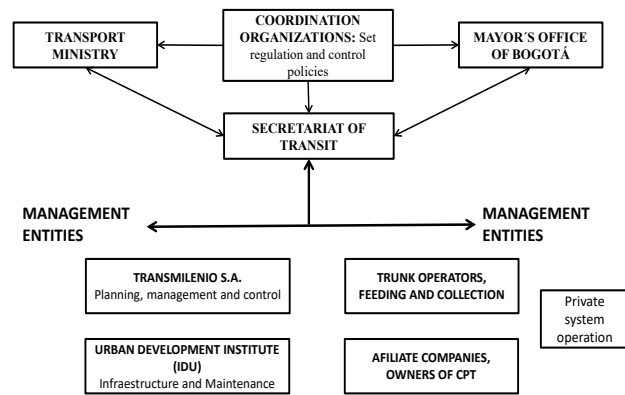 COORDINATION
ORGANIZATIONS: Set
regulation and control
policies
TRANSPORT
MINISTRY
MAYOR´S OFFICE
OF BOGOTÁ
SECRETARIAT OF
TRANSIT
MANAGEMENT
ENTITIES
MANAGEMENT
ENTITIES
TRANSMILENIO S.A.
Planning, management and control
TRUNK OPERATORS,
FEEDING AND COLLECTION
Private
system
operation
URBAN DEVELOPMENT INSTITUTE
(IDU)
Infraestructure and Maintenance
AFILIATE COMPANIES,
OWNERS OF CPT